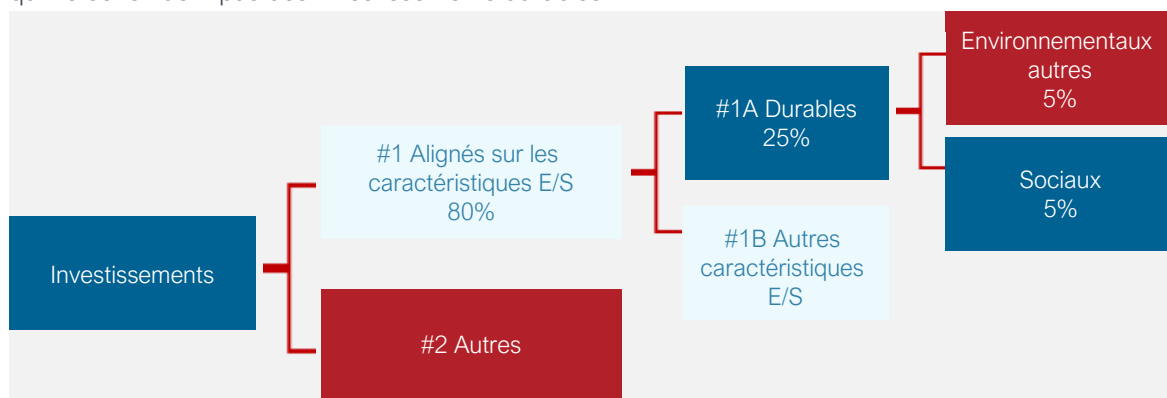 Environnementaux
autres
5%
#1A Durables
25%
#1 Alignés sur les
caractéristiques E/S
80%
Sociaux
5%
#1B Autres
caractéristiques
E/S
Investissements
#2 Autres